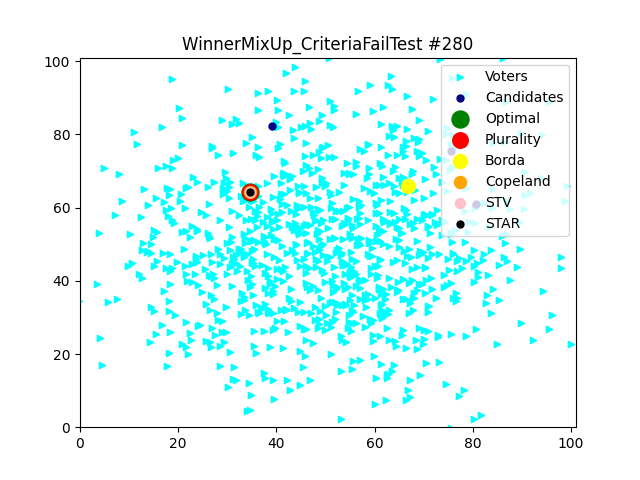 WinnerMixUp_CriteriaFailTest #280
100
80
60
40
20
0
0
20
40
60
80
100
Voters
Candidates
Optimal
Plurality
Borda
Copeland
STV
STAR